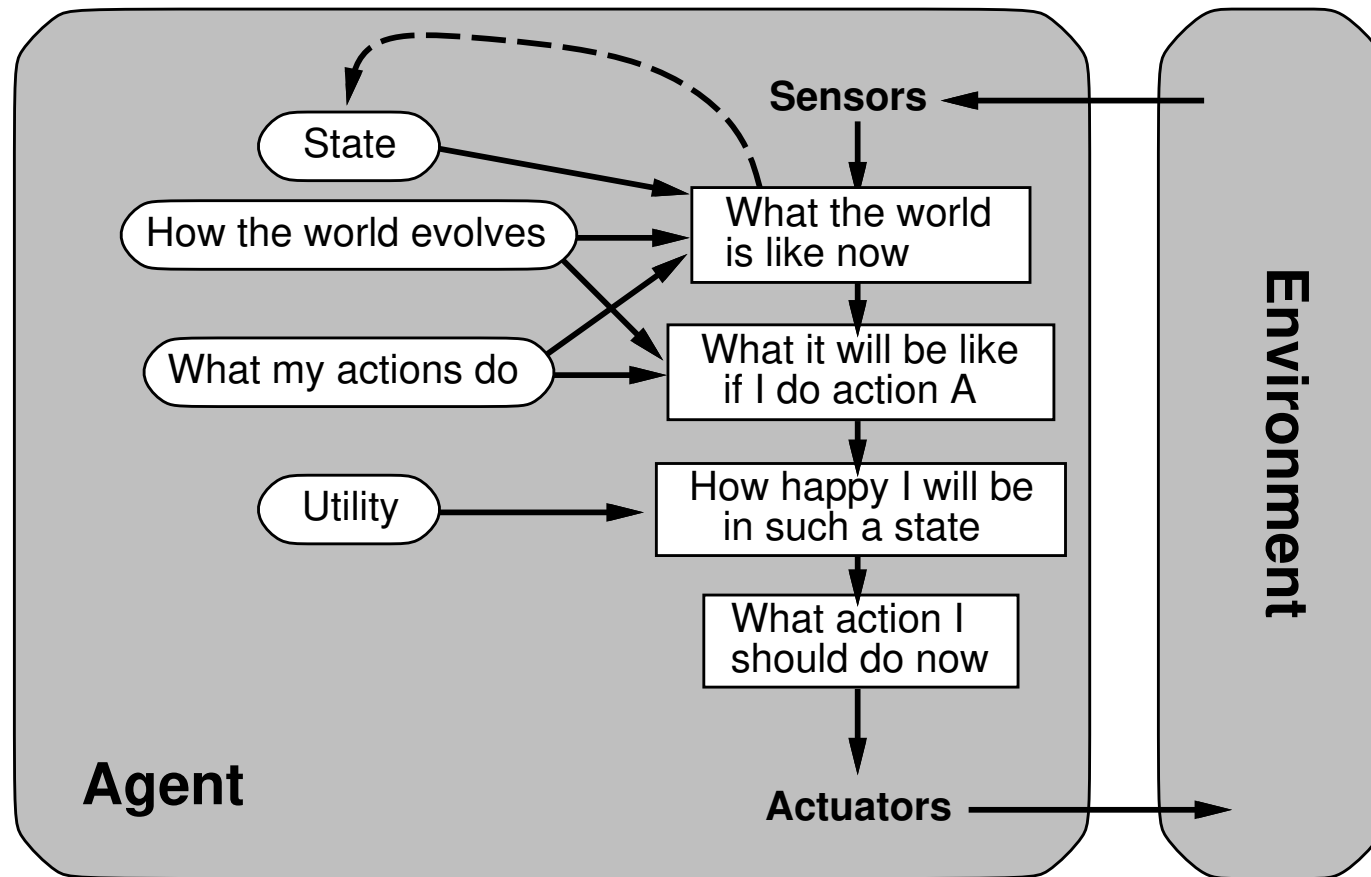 Sensors
State
What the world
is like now
How the world evolves
What it will be like
if I do action A
What my actions do
How happy I will be
in such a state
Utility
What action I
should do now
Agent
Actuators
Environment